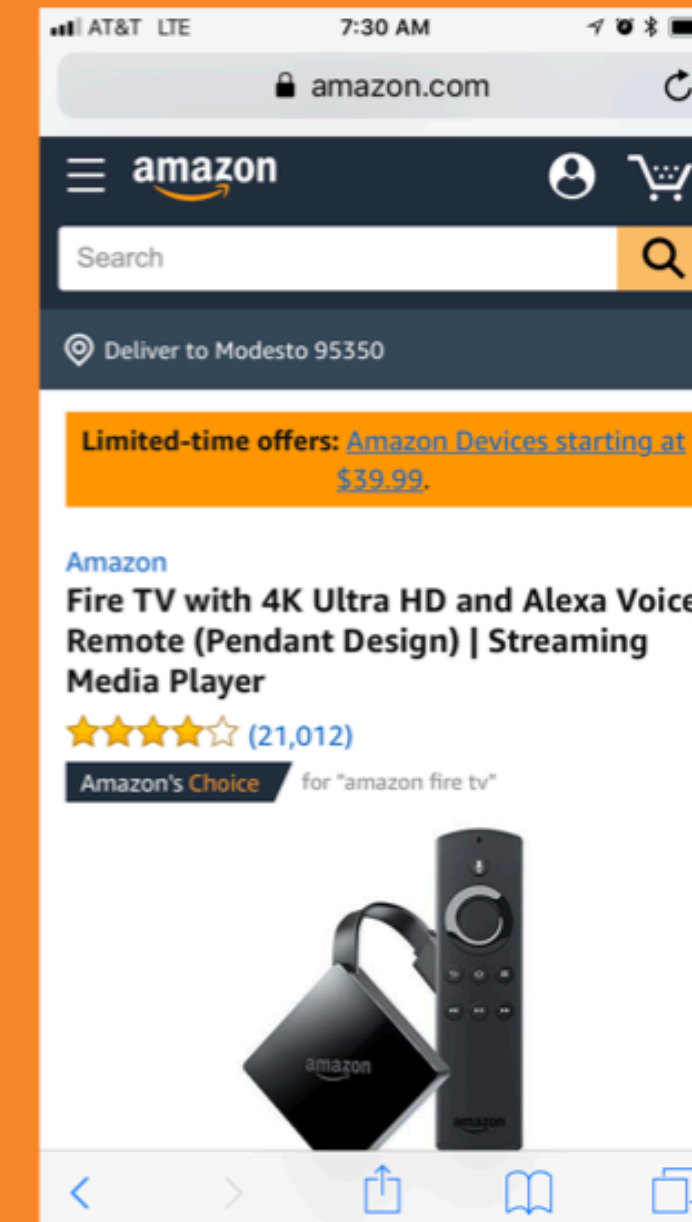 AT&T LTE 7:30 AM
amazon.com
amazon
Search
Deliver to Modesto 95350
Limited-time offers: Amazon Devices starting at
$39.99.
Amazon
Fire TV with 4K Ultra HD and Alexa Voice
Remote (Pendant Design) | Streaming
Media Player
(21,012)
Amazon's Choice for "amazon fire tv"
amazon
amazon